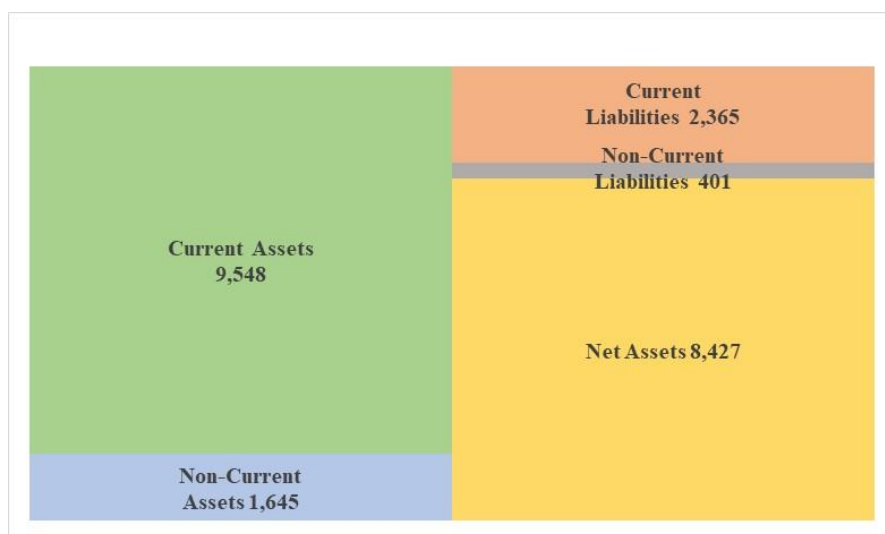 Current Assets
9,548
Non-Current
Assets 1,645
Current
Liabilities 2,365
Non-Current
Liabilities 401
Net Assets 8,427